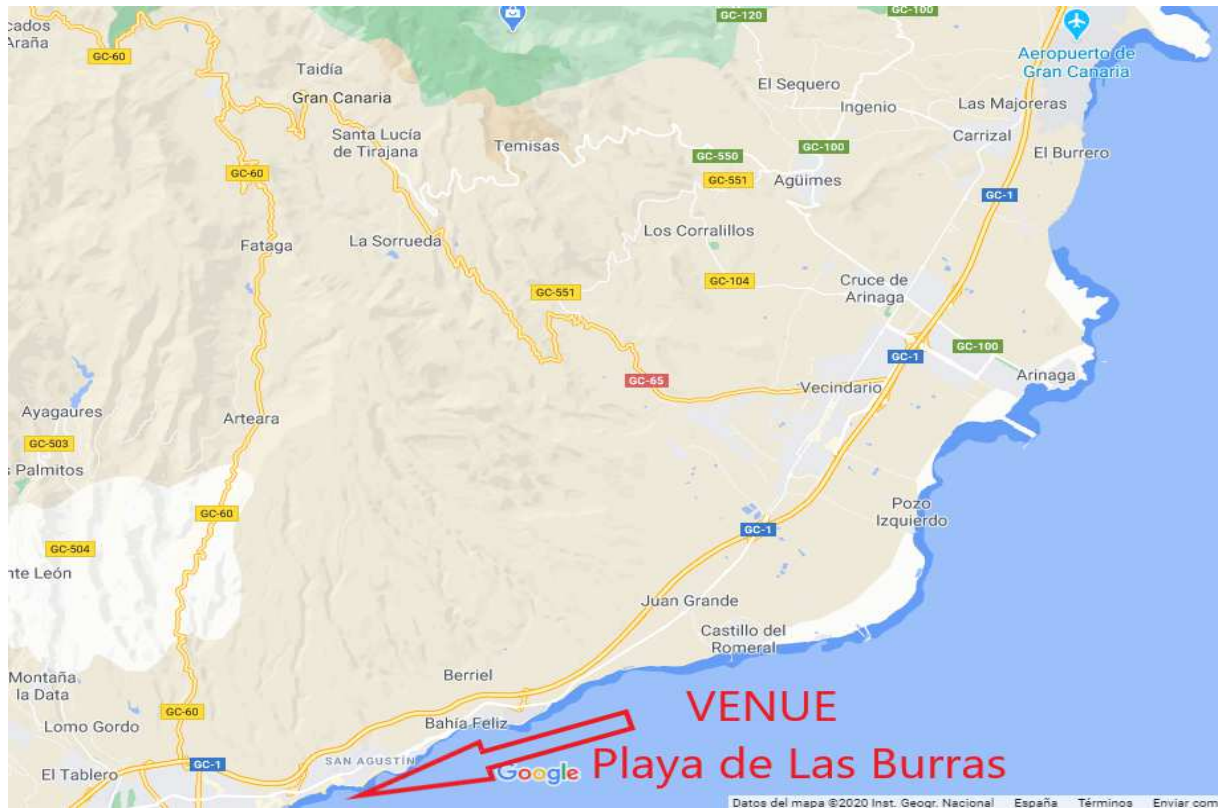 GC-60
GC-120
GC-100
Aeropuerto de
Gran Canaria
cados
Araña
Taidía
Gran Canaria
El Sequero
Ingenio
Las Majoreras
Santa Lucía
de Tirajana
Temisas
GC-100
Carrizal
El Burrero
GC-60
GC-550
GC-551
Agüimes
GC-1
Fataga
La Sorrueda
Los Corralillos
GC-551
GC-104
Cruce de
Arinaga
GC-1
GC-100
Arinaga
GC-65
Vecindario
Ayagaures
Arteara
GC-503
Palmitos
GC-60
Pozo
Izquierdo
GC-1
GC-504
nte León
Juan Grande
Castillo del
Romeral
Montaña
la Data
Berriel
GC-60
Lomo Gordo
Bahía Feliz
VENUE
El Tablero
GC-1
SAN AGUSTÍN
Google
Playa de Las Burras
Datos del mapa ©2020 Inst. Geogr. Nacional España Términos Enviar com